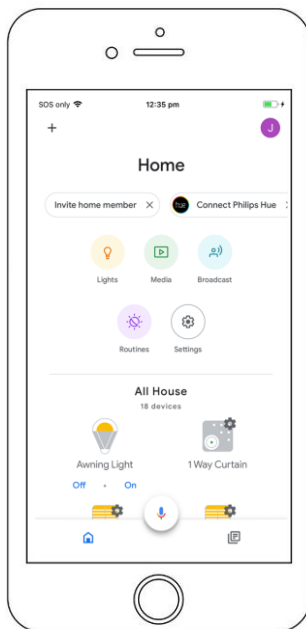 SOS only 12:35 pm
J
Home
Invite home member hue Connect Philips Hue
Lights Media Broadcast
Routines Settings
All House
18 devices
Awning Light 1 Way Curtain
Off On